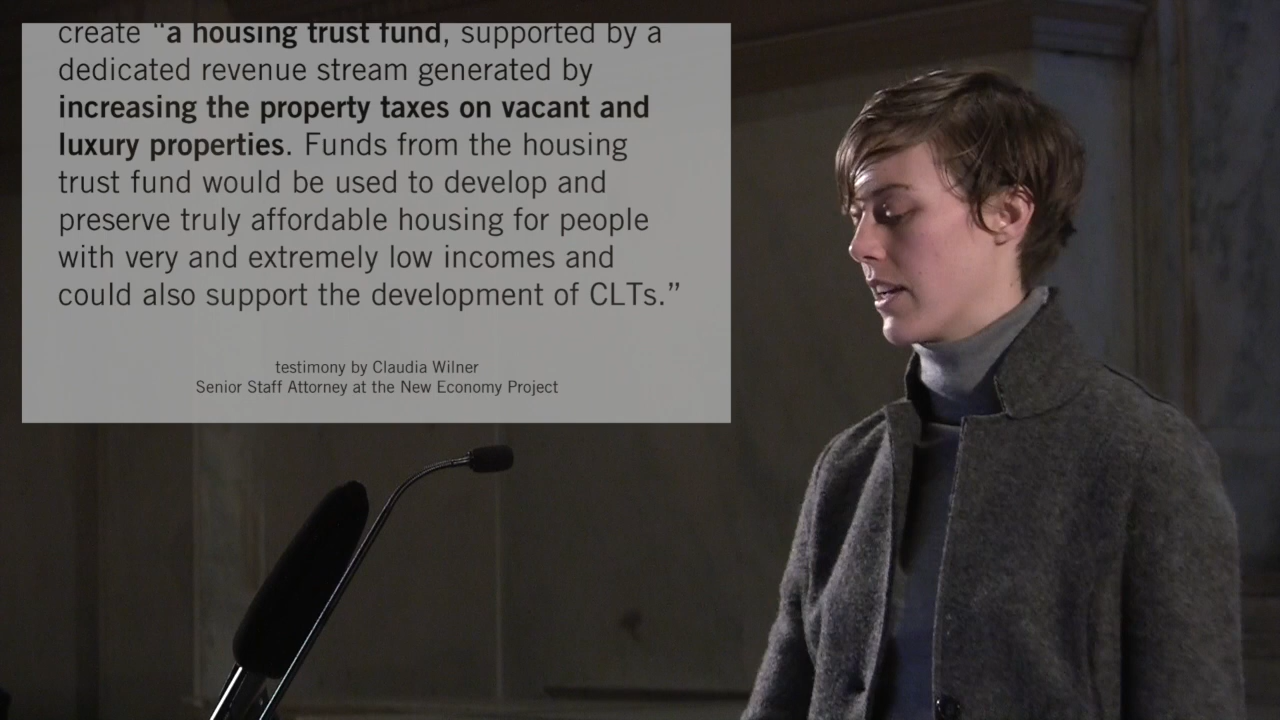 create “a housing trust fund, supported by a
dedicated revenue stream generated by
increasing the property taxes on vacant and
luxury properties. Funds from the housing
trust fund would be used to develop and
preserve truly affordable housing for people
with very and extremely low incomes and
could also support the development of CLTs.”
testimony by Claudia Wilner
Senior Staff Attorney at the New Economy Project